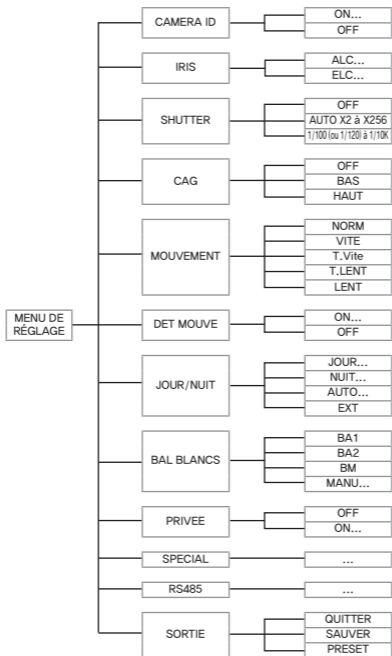 CAMERA ID
ON...
OFF
IRIS
ALC...
ELC...
SHUTTER
OFF
AUTO X2 à X256
1/100 (ou 1/120) à 1/10K
CAG
OFF
BAS
HAUT
MOUVEMENT
NORM
VITE
T.Vite
T.LENT
LENT
MENU DE
RÉGLAGE
DET MOUVE
ON...
OFF
JOUR/NUIT
JOUR...
NUIT...
AUTO...
EXT
BAL BLANCS
BA1
BA2
BM
MANU...
PRIVEE
OFF
ON...
SPECIAL
...
RS485
...
SORTIE
QUITTER
SAUVER
PRESET